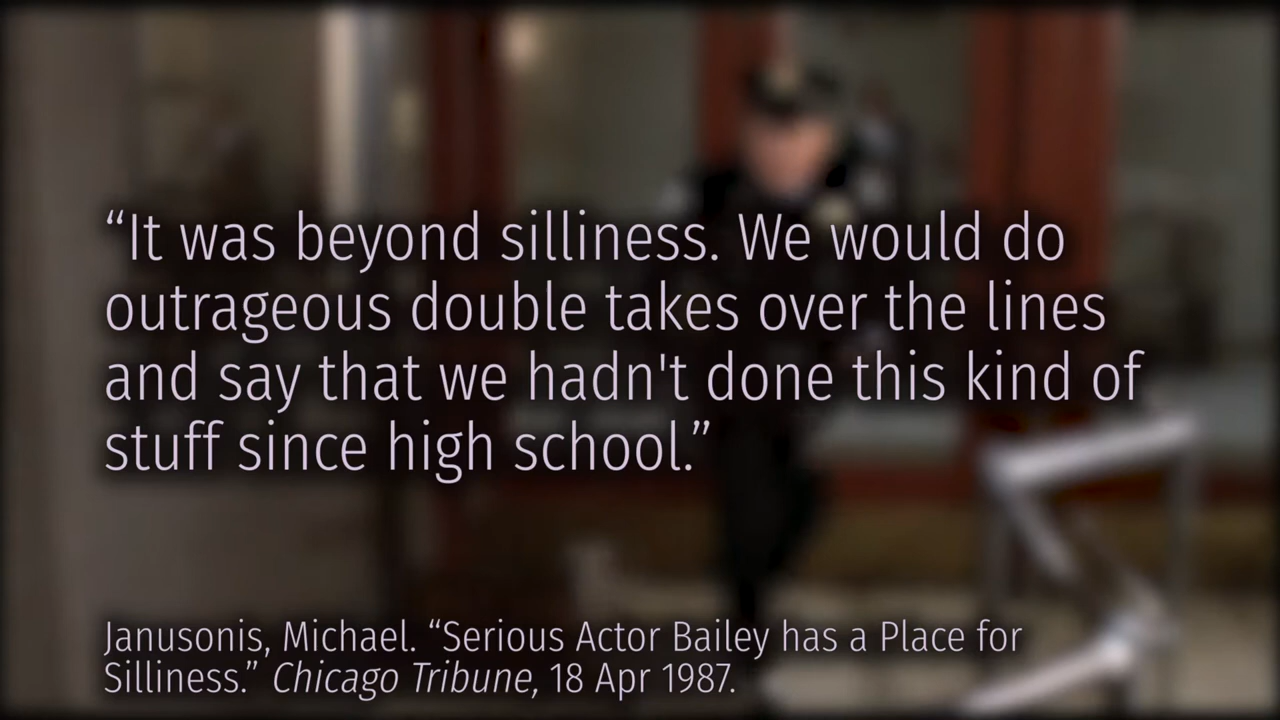 “It was beyond silliness. We would do
outrageous double takes over the lines
and say that we hadn't done this kind of
stuff since high school.”
Janusonis, Michael. “Serious Actor Bailey has a Place for
Silliness.” Chicago Tribune, 18 Apr 1987.